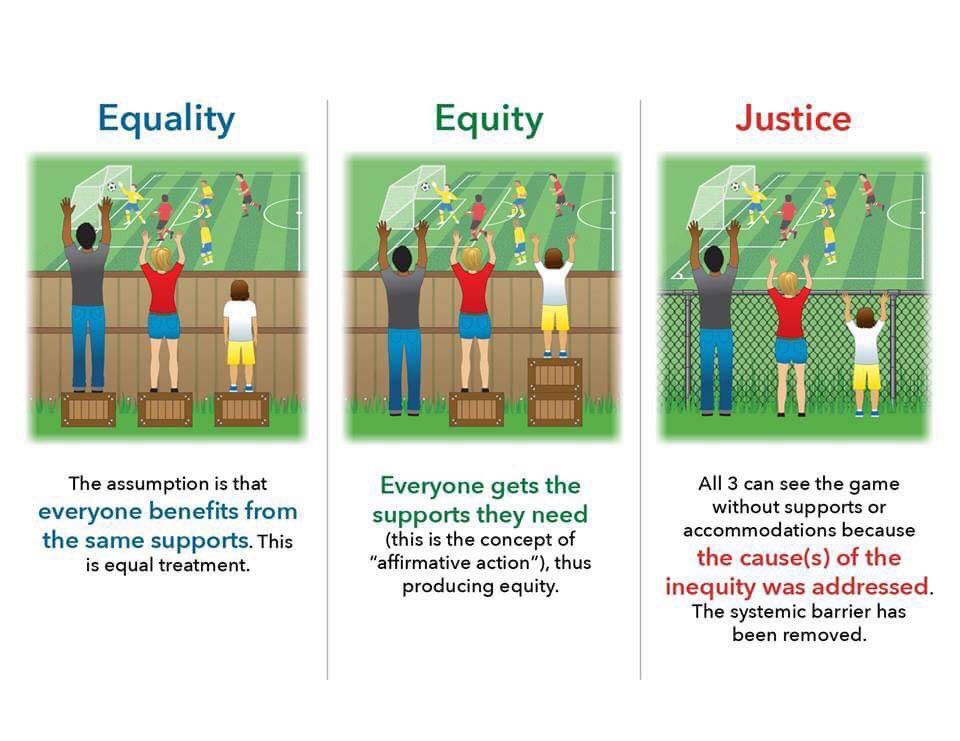 Equality
The assumption is that
everyone benefits from
the same supports. This
is equal treatment.
Equity
Everyone gets the
supports they need
(this is the concept of
“affirmative action”), thus
producing equity.
Justice
All 3 can see the game
without supports or
accommodations because
the cause(s) of the
inequity was addressed.
The systemic barrier has
been removed.